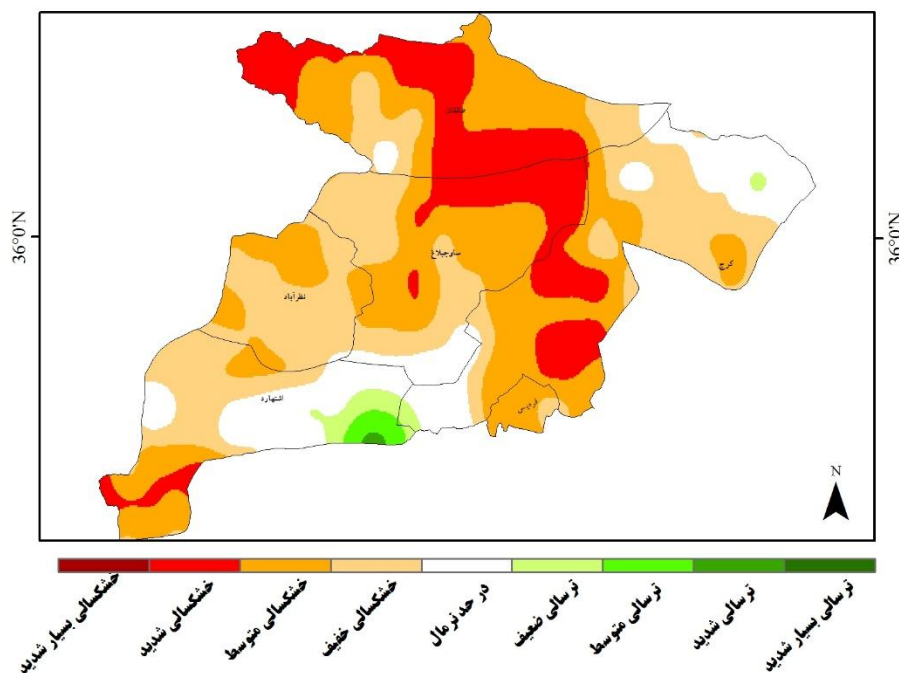 36°0'N
36°0'N
طالقان
ساوجبلاغ
کرج
نظرآباد
اشتهارد
فردیس
N
خشکسالی بسیار شدید
خشکسالی شدید
خشکسالی متوسط
خشکسالی خفیف
در حد نرمال
ترسالی ضعیف
ترسالی متوسط
ترسالی شدید
ترسالی بسیار شدید